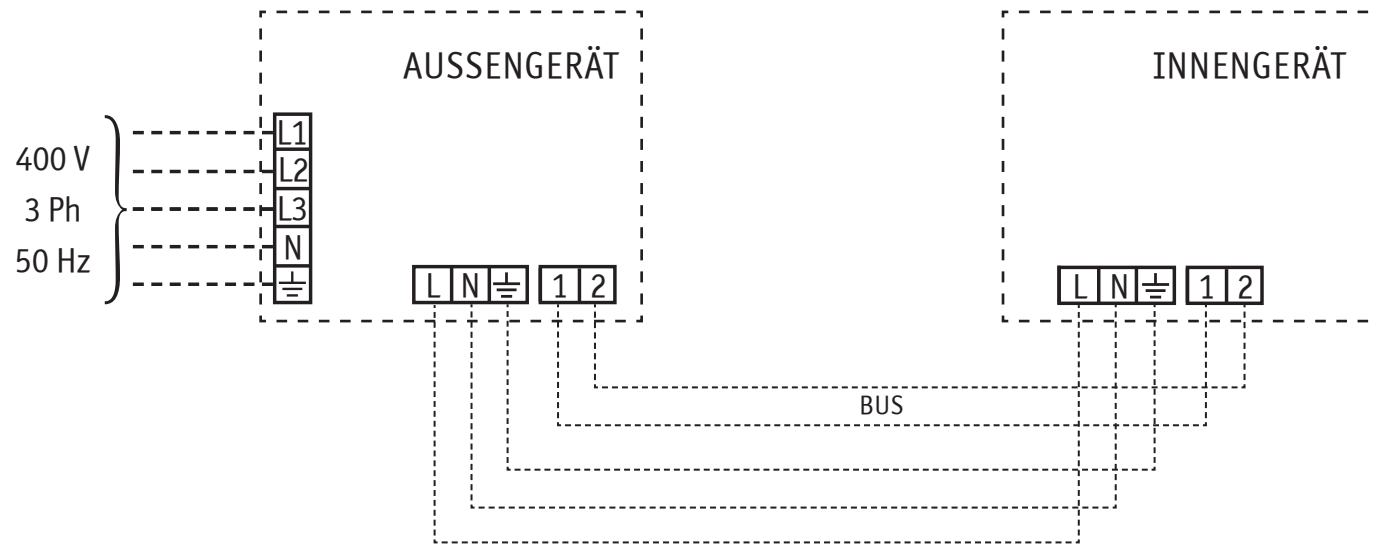 AUSSENGERÄT
INNENGERÄT
400 V
3 Ph
50 Hz
L1
L2
L3
N
L N 1 2
L N 1 2
BUS